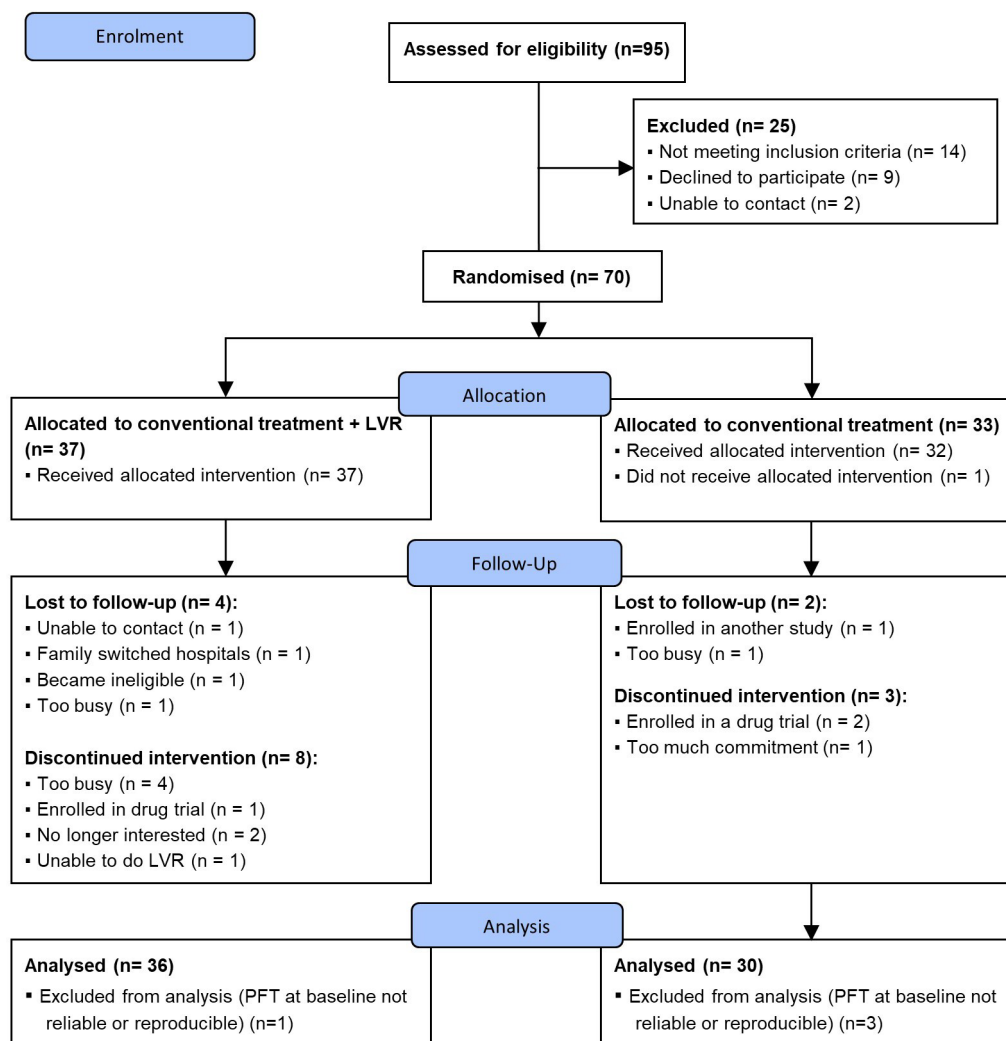 Enrolment
Assessed for eligibility (n=95)
Excluded (n= 25)
▪ Not meeting inclusion criteria (n= 14)
▪ Declined to participate (n= 9)
▪ Unable to contact (n= 2)
Randomised (n= 70)
Allocation
Allocated to conventional treatment + LVR
(n= 37)
▪ Received allocated intervention (n= 37)
Allocated to conventional treatment (n= 33)
▪ Received allocated intervention (n= 32)
▪ Did not receive allocated intervention (n= 1)
Follow-Up
Lost to follow-up (n= 4):
▪ Unable to contact (n = 1)
▪ Family switched hospitals (n = 1)
▪ Became ineligible (n = 1)
▪ Too busy (n = 1)
Discontinued intervention (n= 8):
▪ Too busy (n = 4)
▪ Enrolled in drug trial (n = 1)
▪ No longer interested (n = 2)
▪ Unable to do LVR (n = 1)
Lost to follow-up (n= 2):
▪ Enrolled in another study (n = 1)
▪ Too busy (n = 1)
Discontinued intervention (n= 3):
▪ Enrolled in a drug trial (n = 2)
▪ Too much commitment (n = 1)
Analysis
Analysed (n= 36)
▪ Excluded from analysis (PFT at baseline not
reliable or reproducible) (n=1)
Analysed (n= 30)
▪ Excluded from analysis (PFT at baseline not
reliable or reproducible) (n=3)